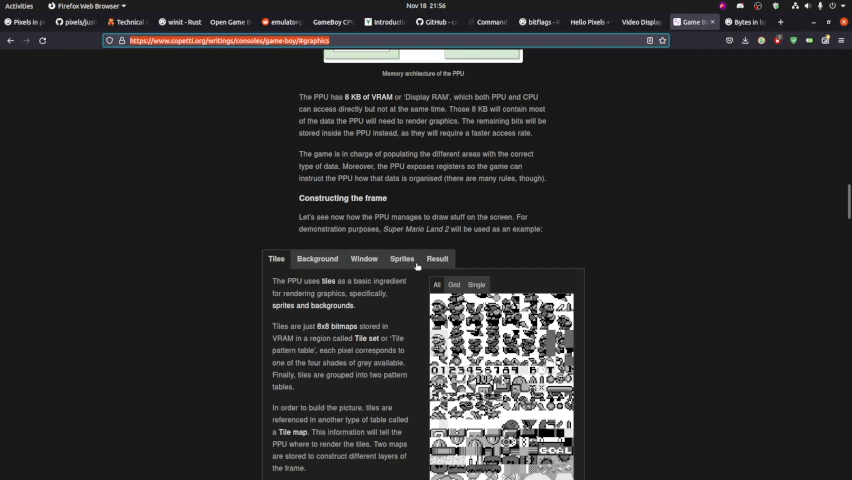 Activities
Firefox Web Browser
Nov 18 21:56
Pixels in p
pixels/just
Technical
winit - Rust
Open Game B
emulator
GameBoy CPU
Introduct
GitHub - c
Command
bitflags - R
Hello Pixels +
Video Display
Game Bo
Bytes in b
https://www.copetti.org/writings/consoles/game-boy/#graphics
Memory architecture of the PPU
The PPU has 8 KB of VRAM or 'Display RAM', which both PPU and CPU
can access directly but not at the same time. Those 8 KB will contain most
of the data the PPU will need to render graphics. The remaining bits will be
stored inside the PPU instead, as they will require a faster access rate.
The game is in charge of populating the different areas with the correct
type of data. Moreover, the PPU exposes registers so the game can
instruct the PPU how that data is organised (there are many rules, though).
Constructing the frame
Let's see now how the PPU manages to draw stuff on the screen. For
demonstration purposes, Super Mario Land 2 will be used as an example:
Tiles Background Window Sprites Result
The PPU uses tiles as a basic ingredient
for rendering graphics, specifically,
sprites and backgrounds.
Tiles are just 8x8 bitmaps stored in
VRAM in a region called Tile set or 'Tile
pattern table', each pixel corresponds to
one of the four shades of grey available.
Finally, tiles are grouped into two pattern
tables.
In order to build the picture, tiles are
referenced in another type of table called
a Tile map. This information will tell the
PPU where to render the tiles. Two maps
are stored to construct different layers of
the frame.
All Grid Single
0123456789
GOAL